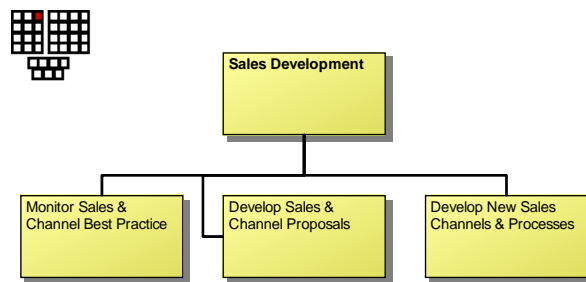 Sales Development
Monitor Sales &
Channel Best Practice
Develop Sales &
Channel Proposals
Develop New Sales
Channels & Processes